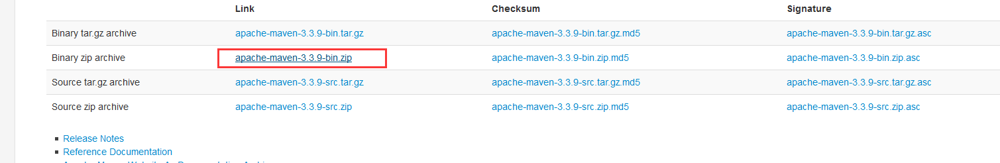 Link Checksum Signature
Binary tar.gz archive apache-maven-3.3.9-bin.tar.gz apache-maven-3.3.9-bin.tar.gz.md5 apache-maven-3.3.9-bin.tar.gz.asc
Binary zip archive apache-maven-3.3.9-bin.zip apache-maven-3.3.9-bin.zip.md5 apache-maven-3.3.9-bin.zip.asc
Source tar.gz archive apache-maven-3.3.9-src.tar.gz apache-maven-3.3.9-src.tar.gz.md5 apache-maven-3.3.9-src.tar.gz.asc
Source zip archive apache-maven-3.3.9-src.zip apache-maven-3.3.9-src.zip.md5 apache-maven-3.3.9-src.zip.asc
Release Notes
Reference Documentation